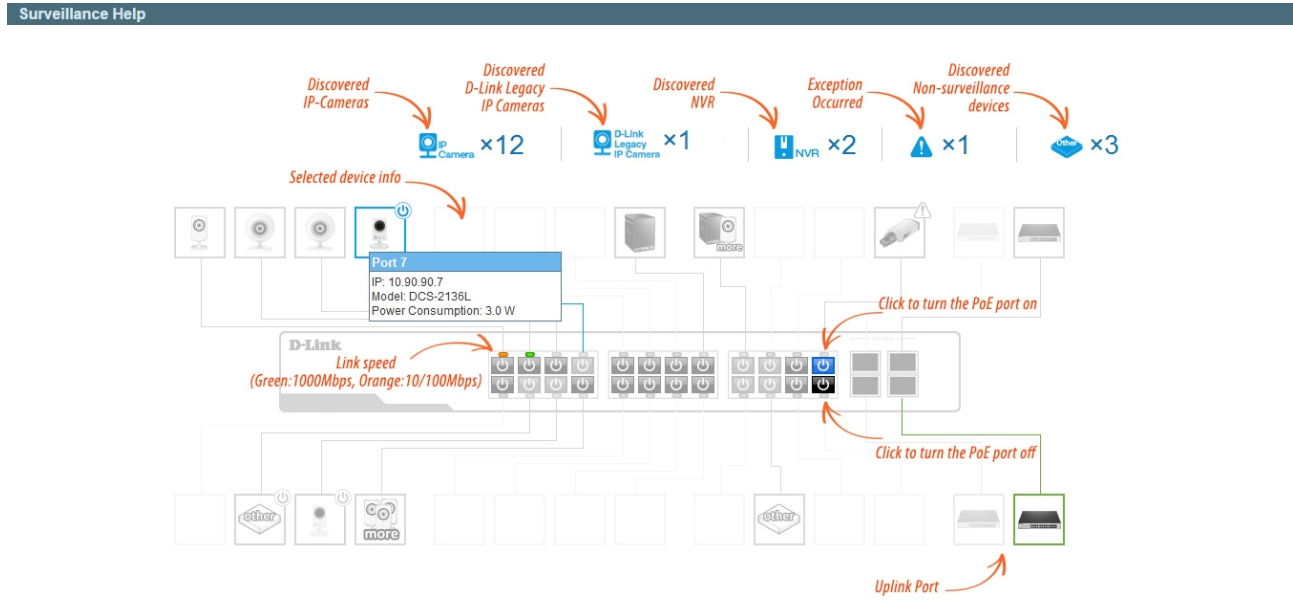 Surveillance Help
Discovered
IP-Cameras
Discovered
D-Link Legacy
IP Cameras
Discovered
NVR
Exception
Occurred
Discovered
Non-surveillance
devices
IP
Camera
×12
D-Link
Legacy
IP Camera
×1
NVR
×2
×1
Other
×3
Selected device info
more
Port 7
IP: 10.90.90.7
Model: DCS-2136L
Power Consumption: 3.0 W
Click to turn the PoE port on
D-Link
Combo
Link speed
(Green:1000Mbps, Orange:10/100Mbps)
Click to turn the PoE port off
other
more
other
Uplink Port